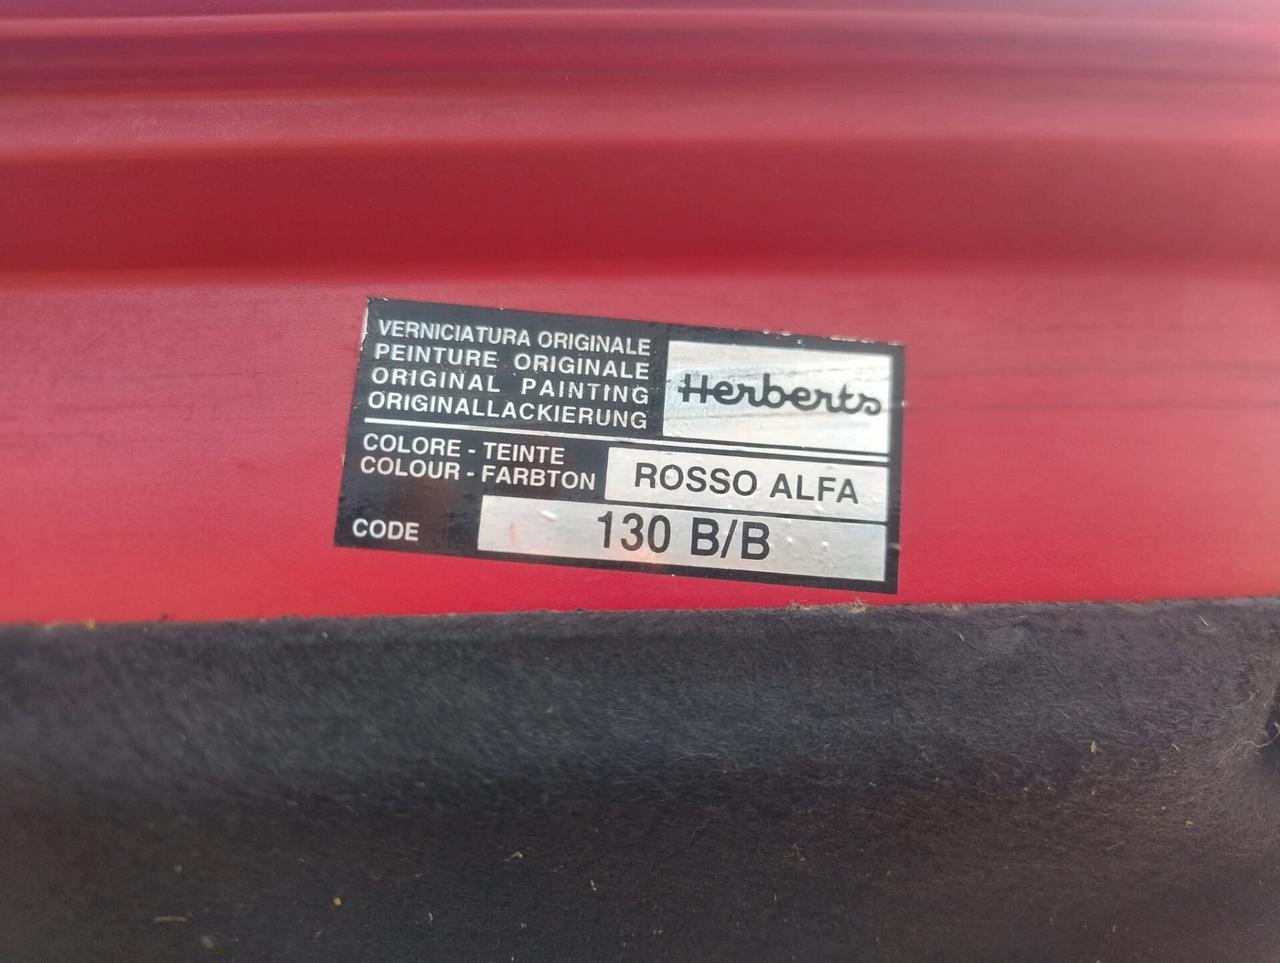 VERNICIATURA ORIGINALE
PEINTURE ORIGINALE
ORIGINAL PAINTING
ORIGINALLACKIERUNG
Herberts
COLORE - TEINTE
COLOUR - FARBTON
ROSSO ALFA
CODE
130 B/B